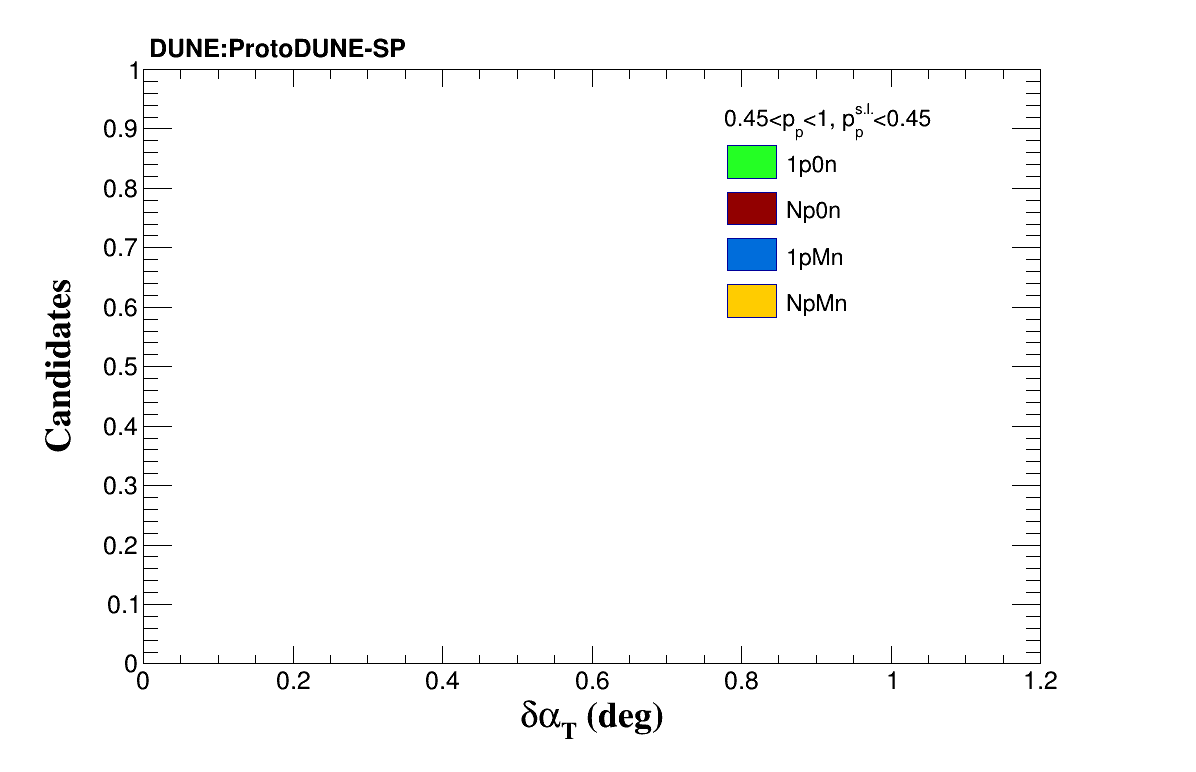 DUNE:ProtoDUNE-SP
0.45<p_p<1, p_p^s.l.<0.45
1p0n
Np0n
1pMn
NpMn
Candidates
1
0.9
0.8
0.7
0.6
0.5
0.4
0.3
0.2
0.1
0
0 0.2 0.4 0.6 0.8 1 1.2
δα_T (deg)